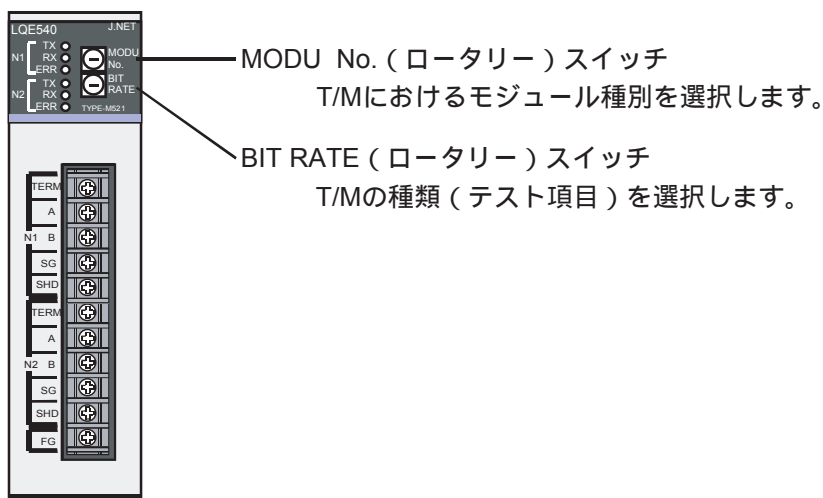 LQE540 J.NET
N1 TX
RX
ERR
MODU
No.
N2 TX
RX
ERR
BIT
RATE
TYPE-M521
MODU No.（ロータリー）スイッチ
T/Mにおけるモジュール種別を選択します。
BIT RATE（ロータリー）スイッチ
T/Mの種類（テスト項目）を選択します。
TERM
A
N1 B
SG
SHD
TERM
A
N2 B
SG
SHD
FG